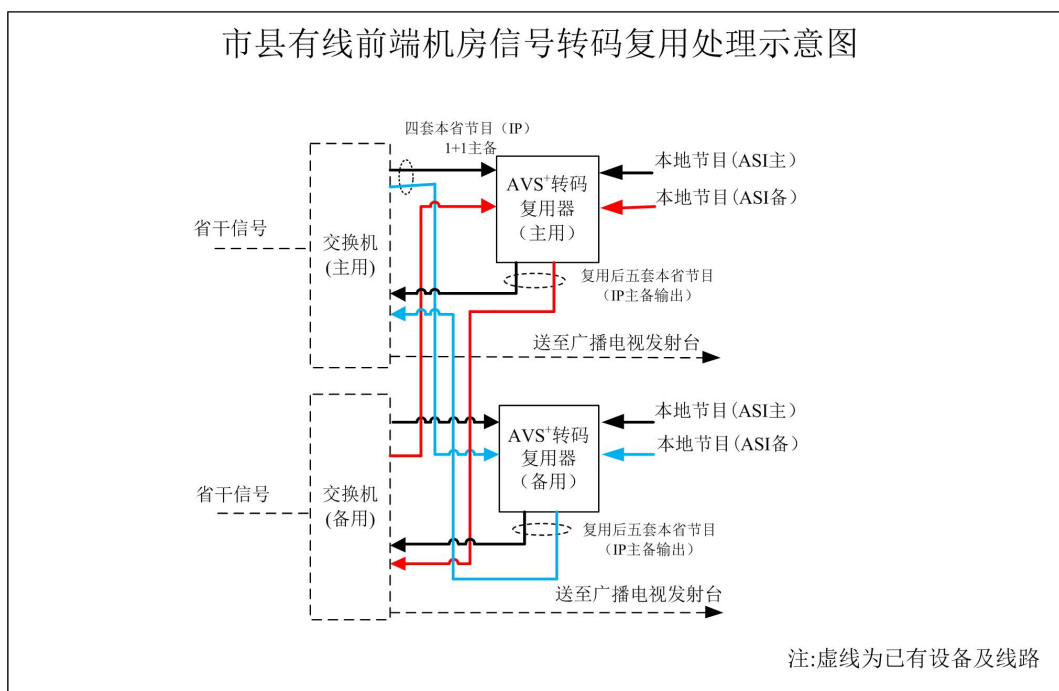 市县有线前端机房信号转码复用处理示意图
四套本省节目（IP）
1+1主备
本地节目(ASI主）
AVS+转码
复用器
（主用）
本地节目(ASI备）
省干信号
交换机
(主用)
复用后五套本省节目
（IP主备输出）
送至广播电视发射台
本地节目(ASI主）
AVS+转码
复用器
（备用）
本地节目(ASI备）
省干信号
交换机
(备用)
复用后五套本省节目
（IP主备输出）
送至广播电视发射台
注:虚线为已有设备及线路